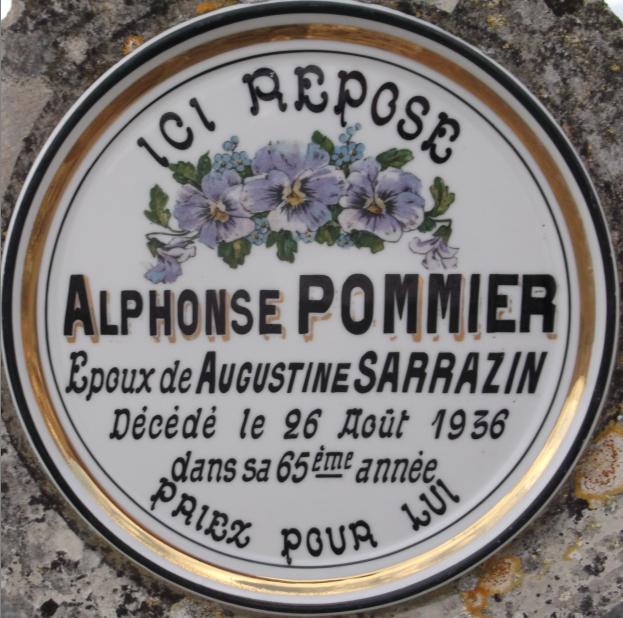 ICI REPOSE
ALPHONSE POMMIER
Epoux de AUGUSTINE SARRAZIN
Décédé le 26 Août 1936
dans sa 65ème année
PRIEZ POUR LUI